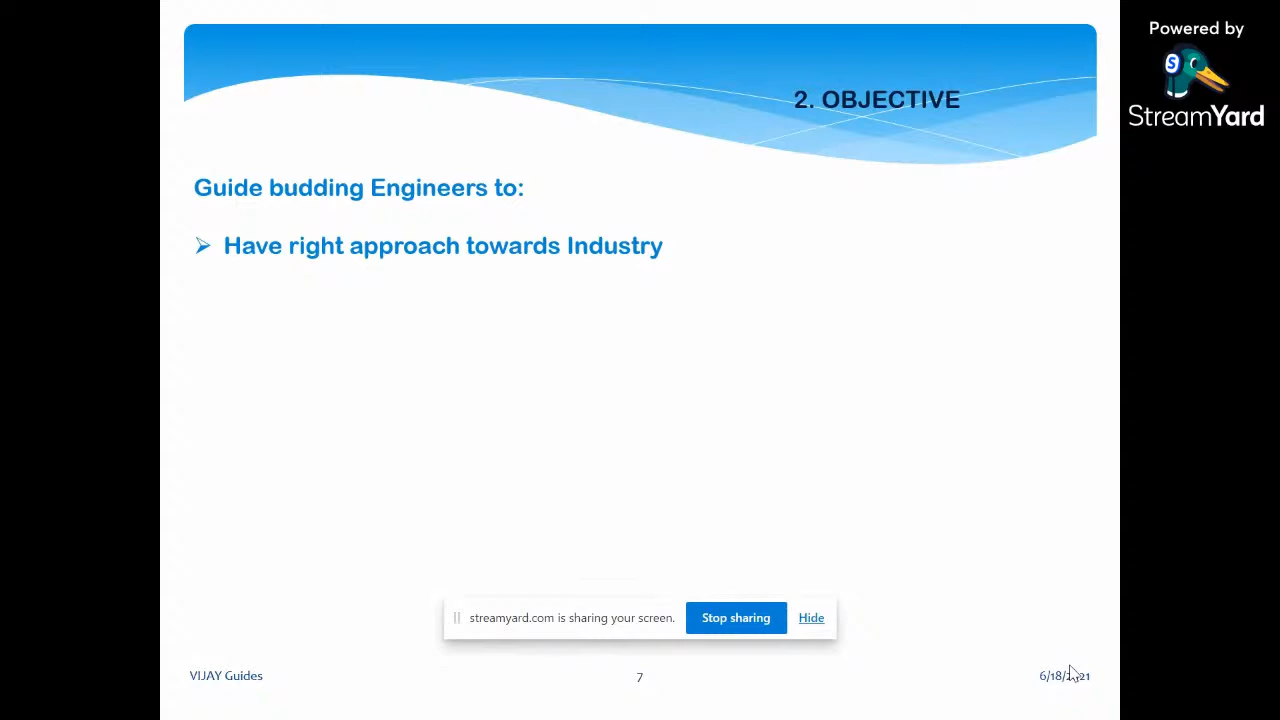 Powered by
StreamYard
2. OBJECTIVE
Guide budding Engineers to:
➢ Have right approach towards Industry
streamyard.com is sharing your screen. Stop sharing Hide
VIJAY Guides 7